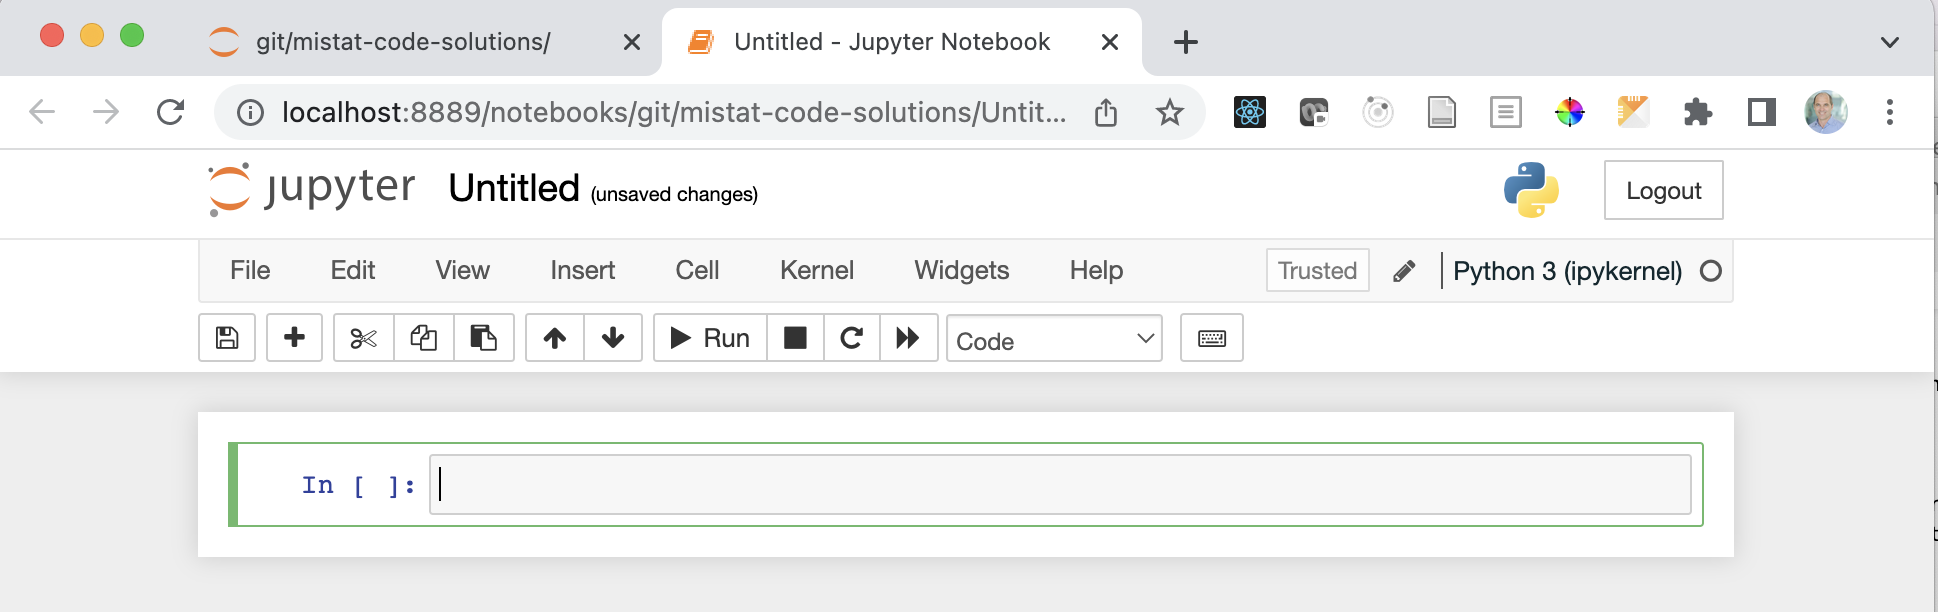 git/mistat-code-solutions/ Untitled - Jupyter Notebook
localhost:8889/notebooks/git/mistat-code-solutions/Untit...
jupyter Untitled (unsaved changes) Logout
File Edit View Insert Cell Kernel Widgets Help Trusted Python 3 (ipykernel)
Run Code
In [ ]: